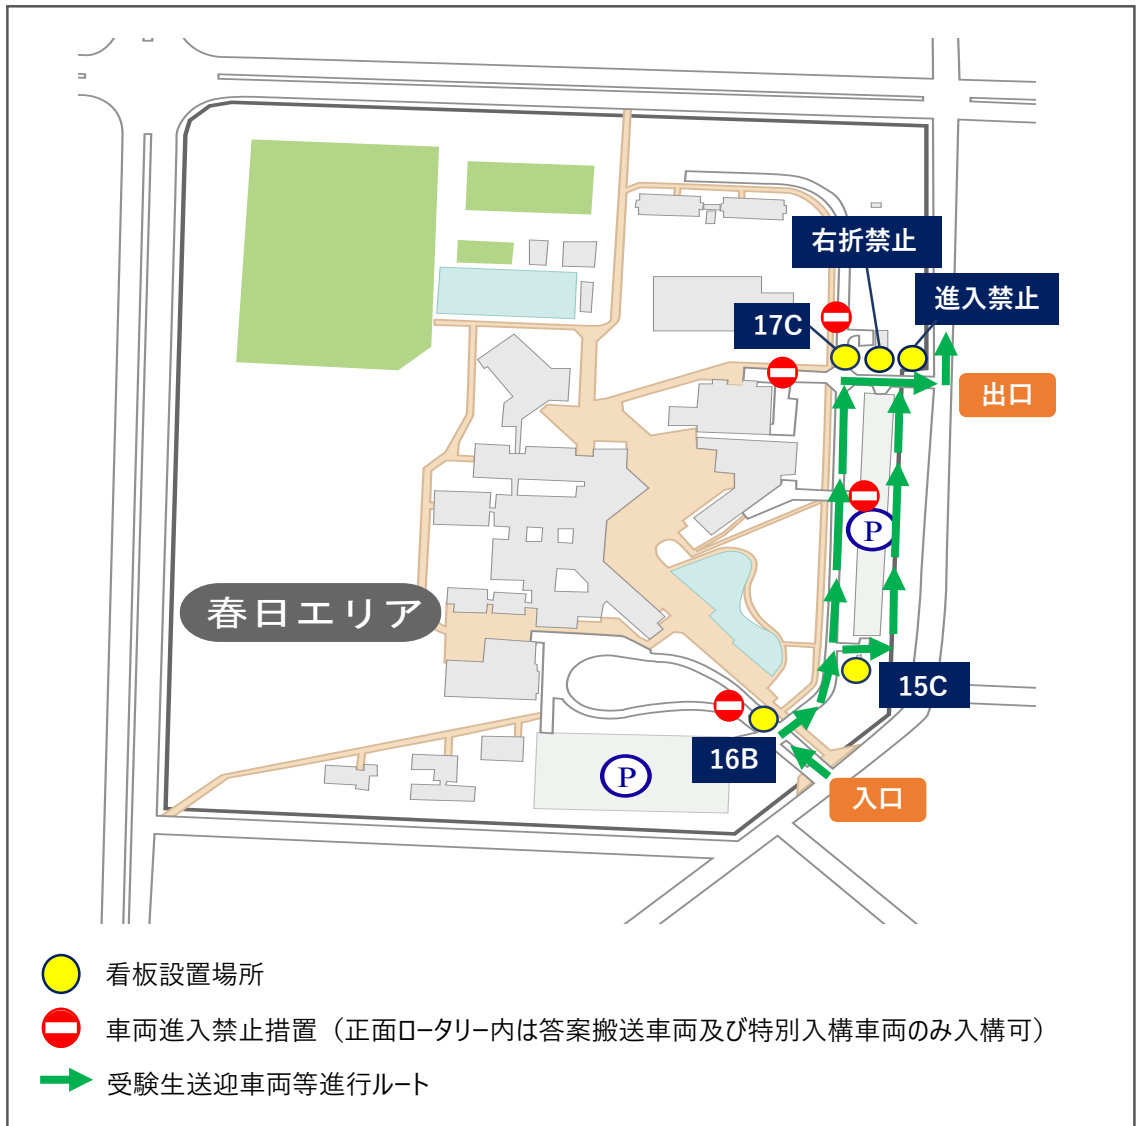 右折禁止
進入禁止
17C
出口
P
春日エリア
15C
16B
P
入口
看板設置場所
車両進入禁止措置（正面ロータリー内は答案搬送車両及び特別入構車両のみ入構可）
受験生送迎車両等進行ルート